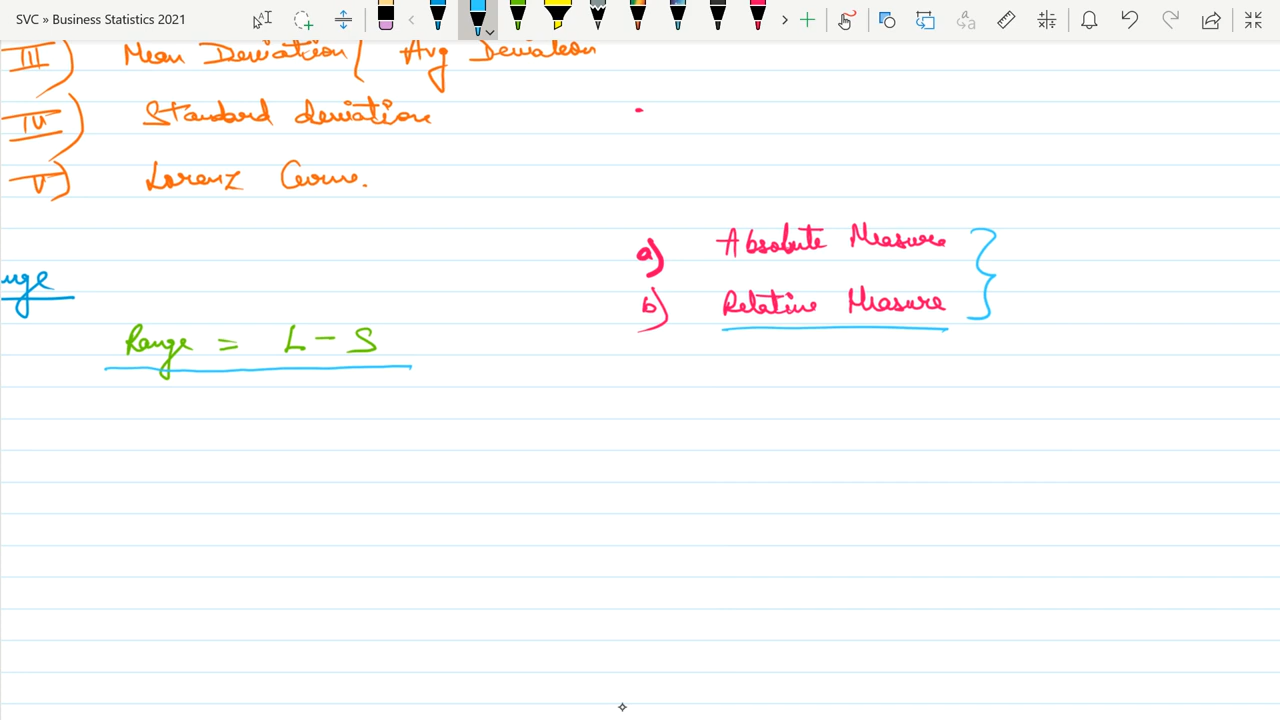 SVC » Business Statistics 2021
III) Mean Deviation / Avg Deviation
IV) Standard deviation
V) Lorenz Curve.
a) Absolute Measure
b) Relative Measure
Range = L - S